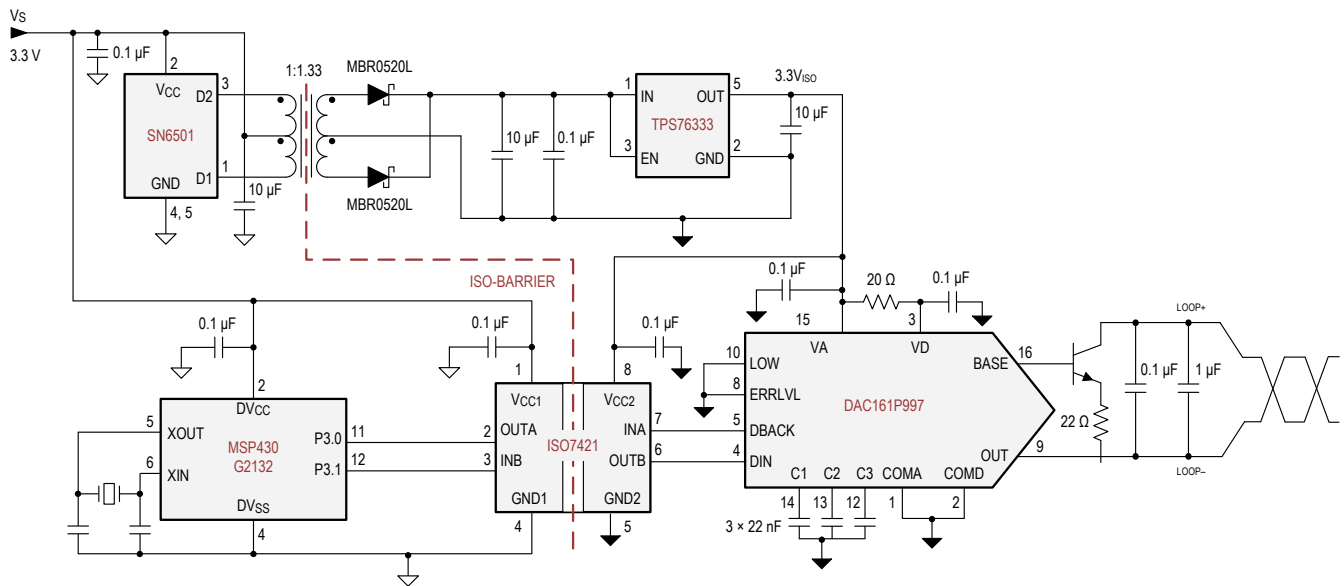 VS
3.3 V
0.1 µF
2
VCC
D2
3
SN6501
D1
1
GND
4, 5
10 µF
1:1.33
MBR0520L
MBR0520L
10 µF
0.1 µF
1
IN
OUT
5
TPS76333
3
EN
GND
2
3.3VISO
10 µF
ISO-BARRIER
0.1 µF
2
DVCC
5
XOUT
6
XIN
MSP430
G2132
P3.0
11
P3.1
12
DVSS
4
0.1 µF
1
VCC1
OUTA
2
INB
3
GND1
4
ISO7421
0.1 µF
8
VCC2
INA
7
OUTB
6
GND2
5
0.1 µF
20 Ω
0.1 µF
15
3
VA
VD
10
LOW
8
ERRLVL
5
DBACK
4
DIN
DAC161P997
BASE
16
OUT
9
C1
C2
C3
COMA
COMD
14
13
12
1
2
3 × 22 nF
22 Ω
0.1 µF
1 µF
LOOP+
LOOP–